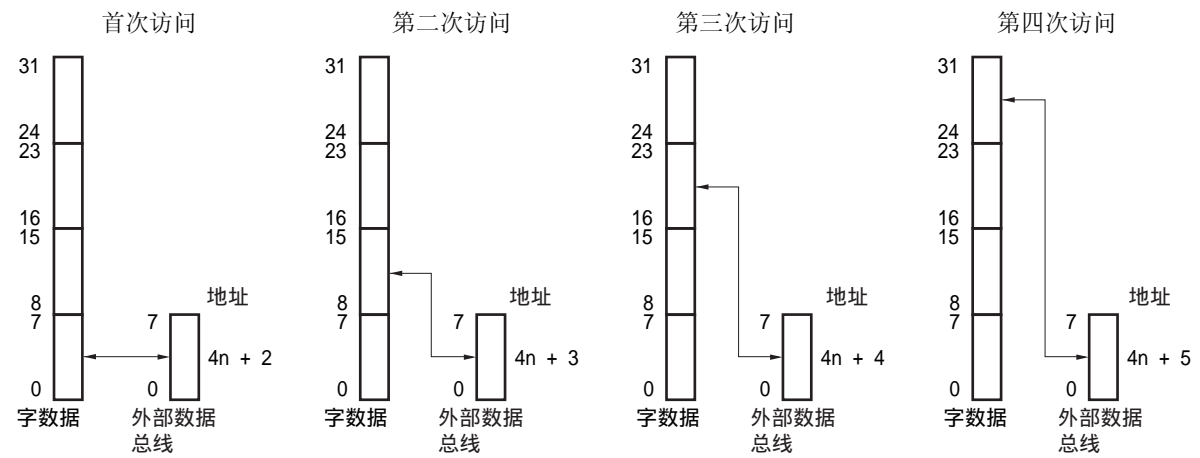 首次访问
31
24
23
16
15
8
7
0
字数据
地址
7
4n + 2
0
外部数据
总线
第二次访问
31
24
23
16
15
8
7
0
字数据
地址
7
4n + 3
0
外部数据
总线
第三次访问
31
24
23
16
15
8
7
0
字数据
地址
7
4n + 4
0
外部数据
总线
第四次访问
31
24
23
16
15
8
7
0
字数据
地址
7
4n + 5
0
外部数据
总线